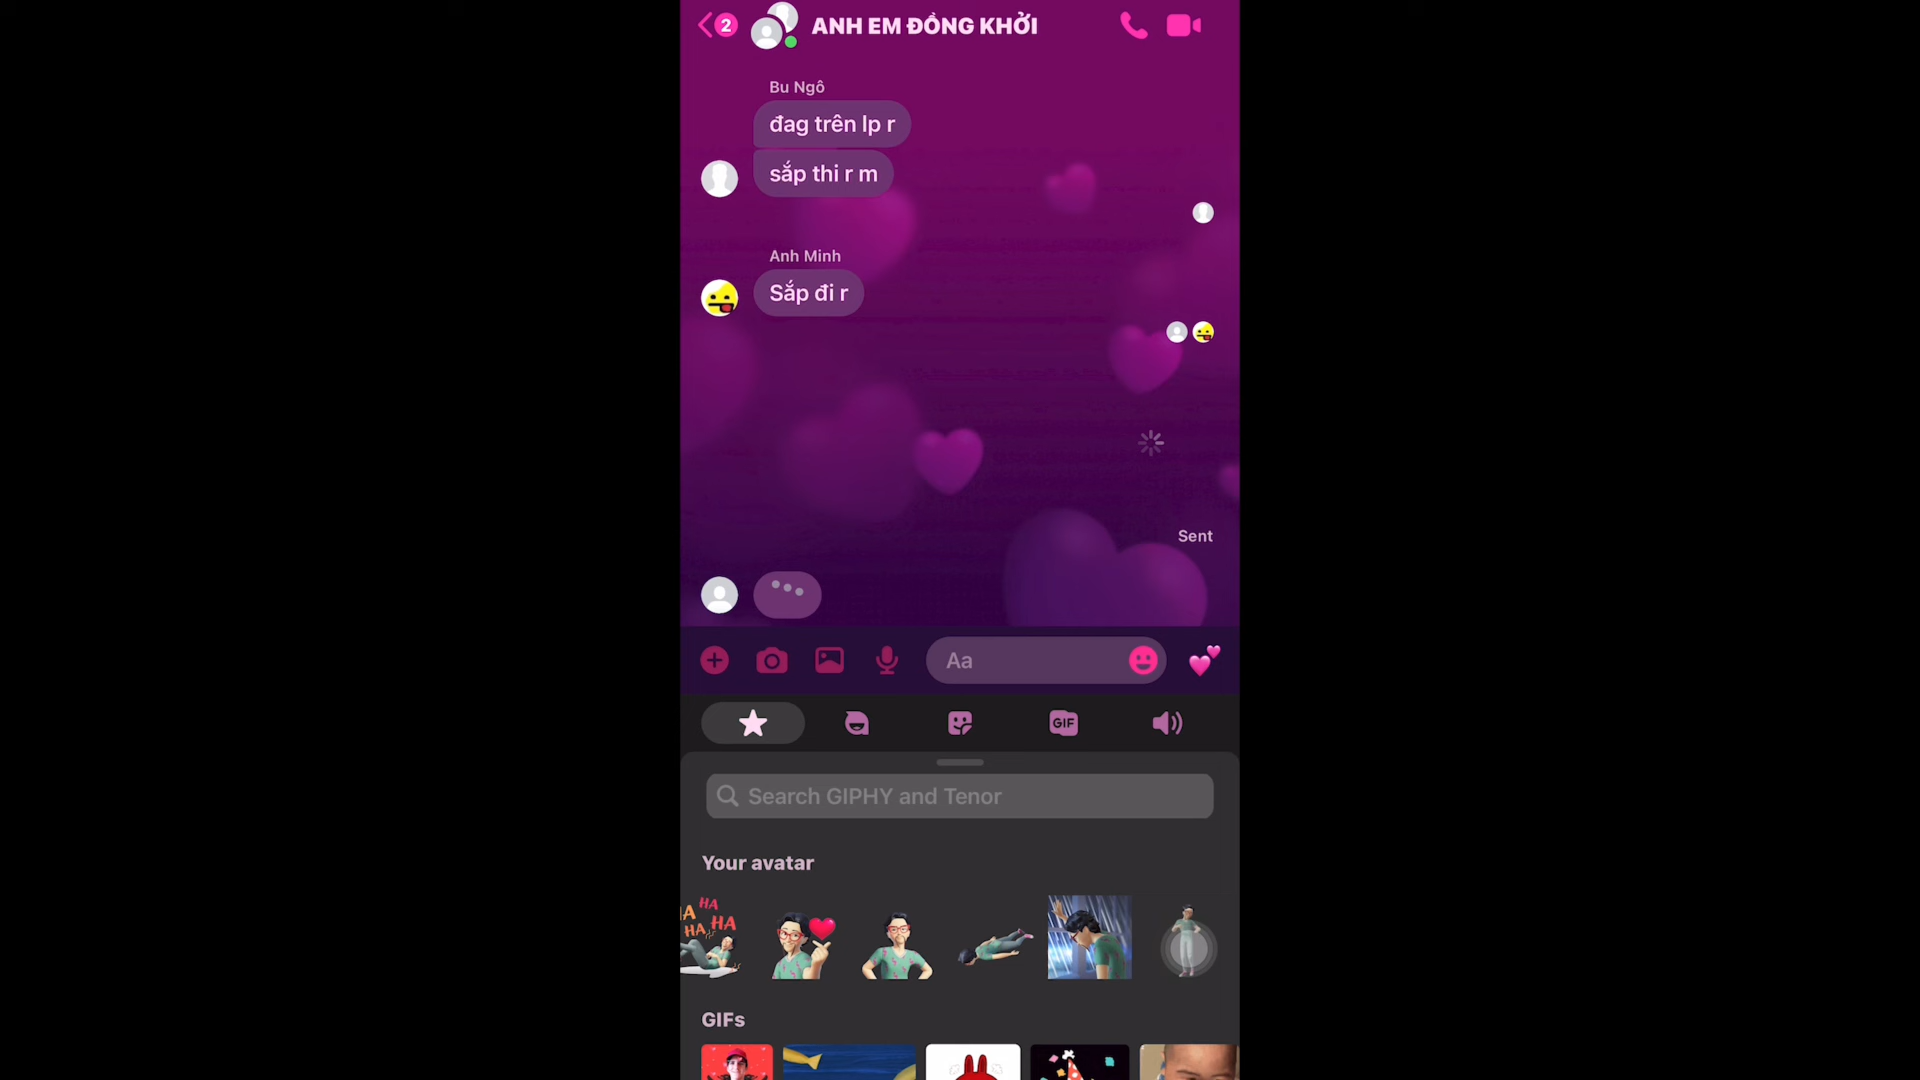 2
ANH EM ĐỒNG KHỞI
Bu Ngô
đag trên lp r
sắp thi r m
Anh Minh
Sắp đi r
Sent
Aa
GIF
Search GIPHY and Tenor
Your avatar
HA
HA
HA HA
GIFs